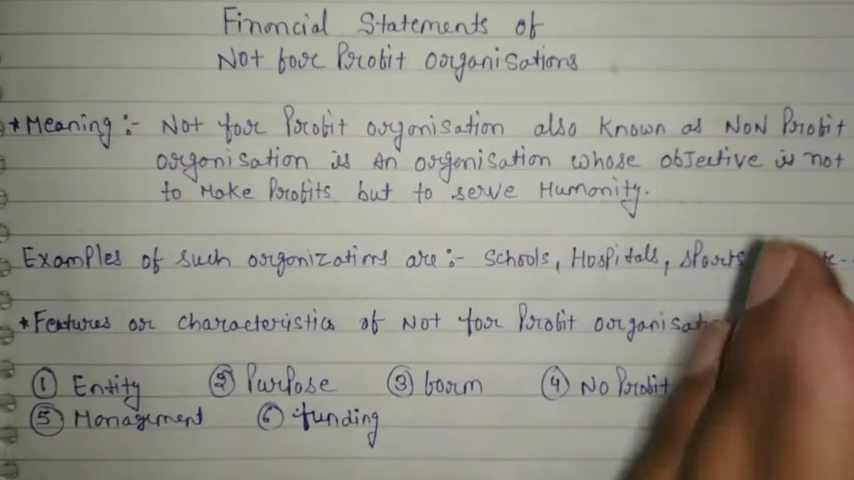 Financial Statements of
Not for Profit Organisations
*Meaning:- Not for Profit organisation also known as Non Profit
organisation is an organisation whose objective is not
to Make Profits but to serve Humanity.
Examples of such organizations are:- Schools, Hospitals, Sports
*Features or characteristics of Not for Profit
① Entity ② Purpose ③ form ④ No Profit
⑤ Management ⑥ funding